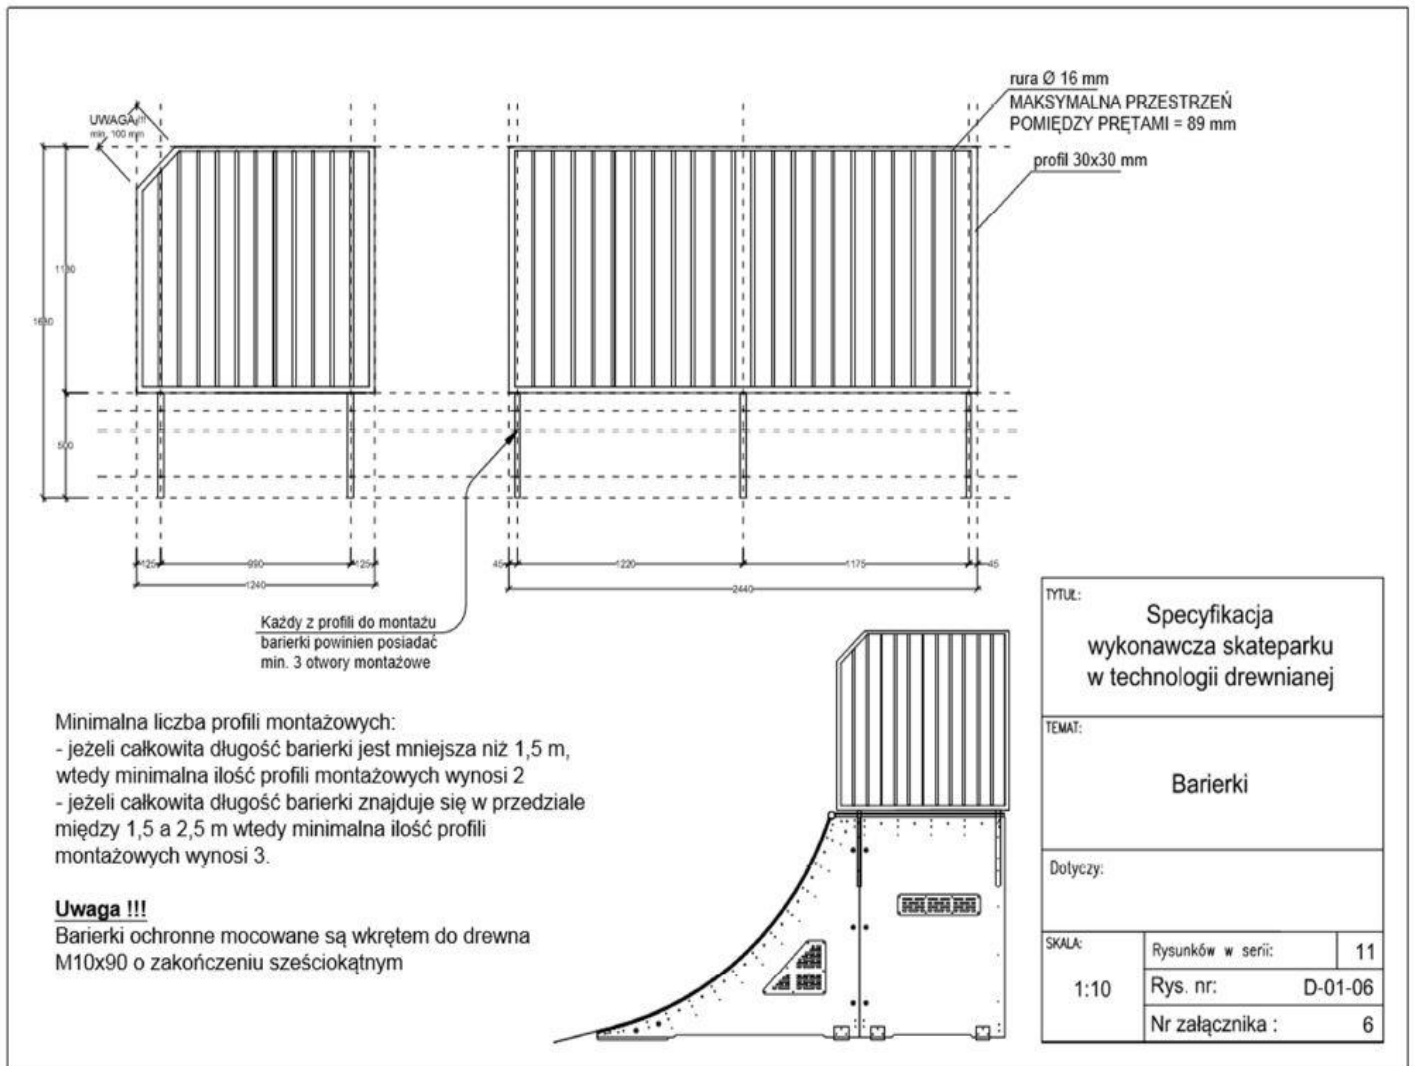 rura Ø 16 mm
MAKSYMALNA PRZESTRZEŃ
POMIĘDZY PRĘTAMI = 89 mm
profil 30x30 mm
UWAGA!!!
min. 100 mm
500
125
990
125
1240
45
1220
1175
45
2440
Każdy z profili do montażu
barierki powinien posiadać
min. 3 otwory montażowe
Minimalna liczba profili montażowych:
- jeżeli całkowita długość barierki jest mniejsza niż 1,5 m,
wtedy minimalna ilość profili montażowych wynosi 2
- jeżeli całkowita długość barierki znajduje się w przedziale
między 1,5 a 2,5 m wtedy minimalna ilość profili
montażowych wynosi 3.
Uwaga !!!
Barierki ochronne mocowane są wkrętem do drewna
M10x90 o zakończeniu sześciokątnym
TYTUŁ:
Specyfikacja
wykonawcza skateparku
w technologii drewnianej
TEMAT:
Barierki
Dotyczy:
SKALA:
1:10
Rysunków w serii: 11
Rys. nr: D-01-06
Nr załącznika : 6